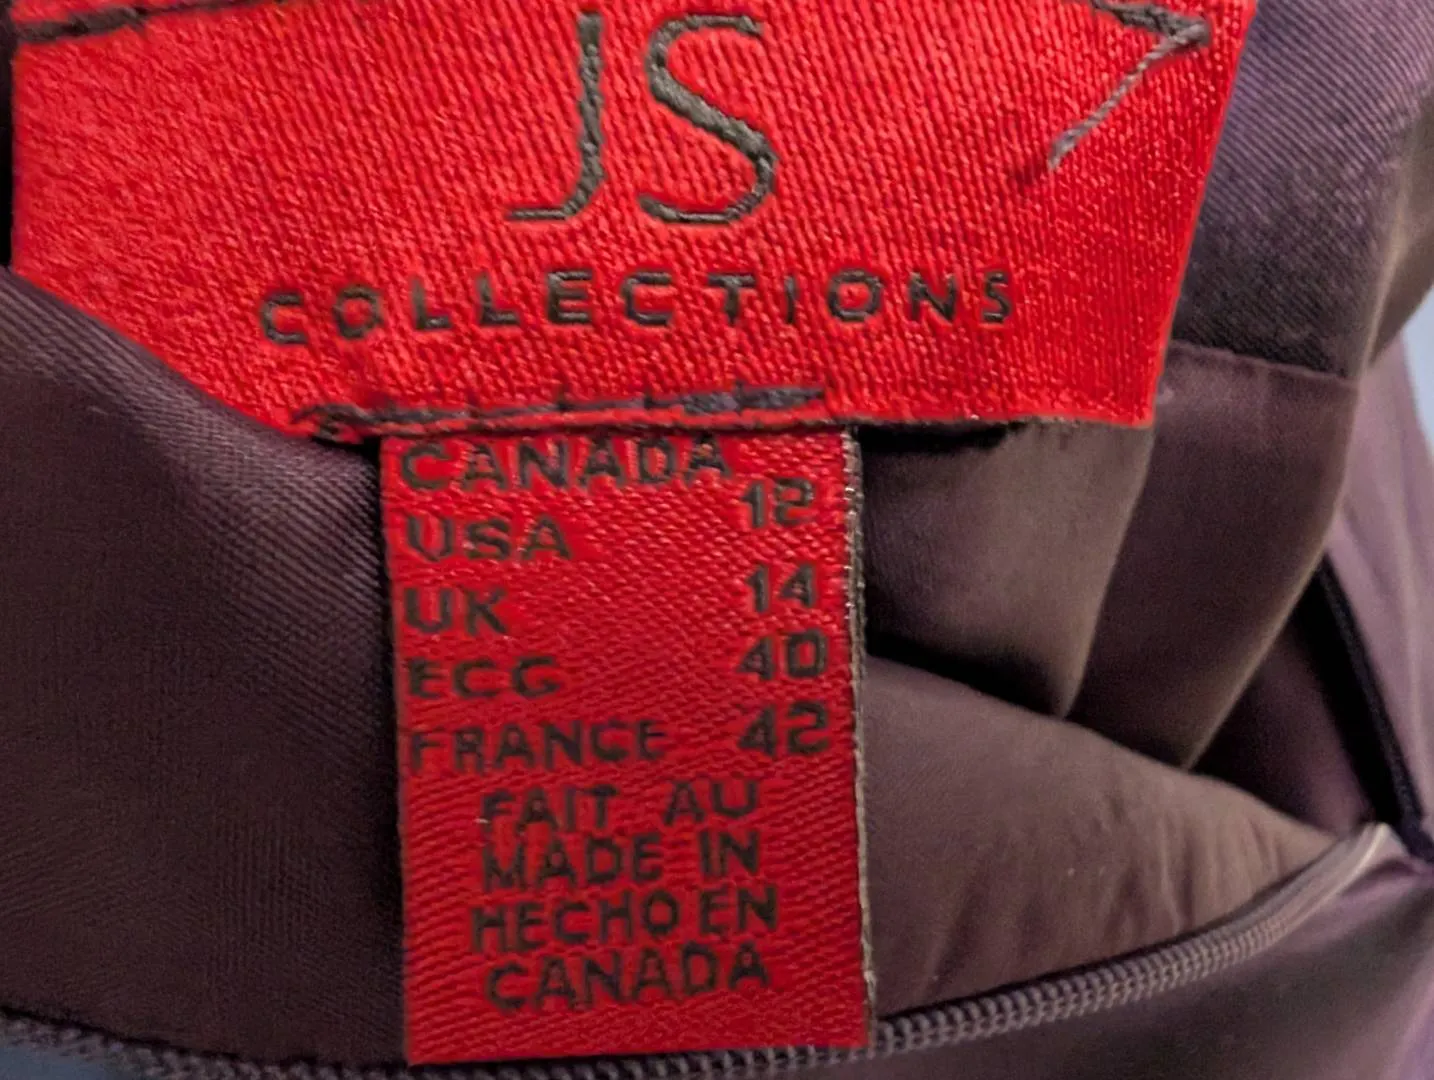 JS
COLLECTIONS
CANADA
USA 12
UK 14
ECG 40
FRANCE 42
FAIT AU
MADE IN
HECHO EN
CANADA